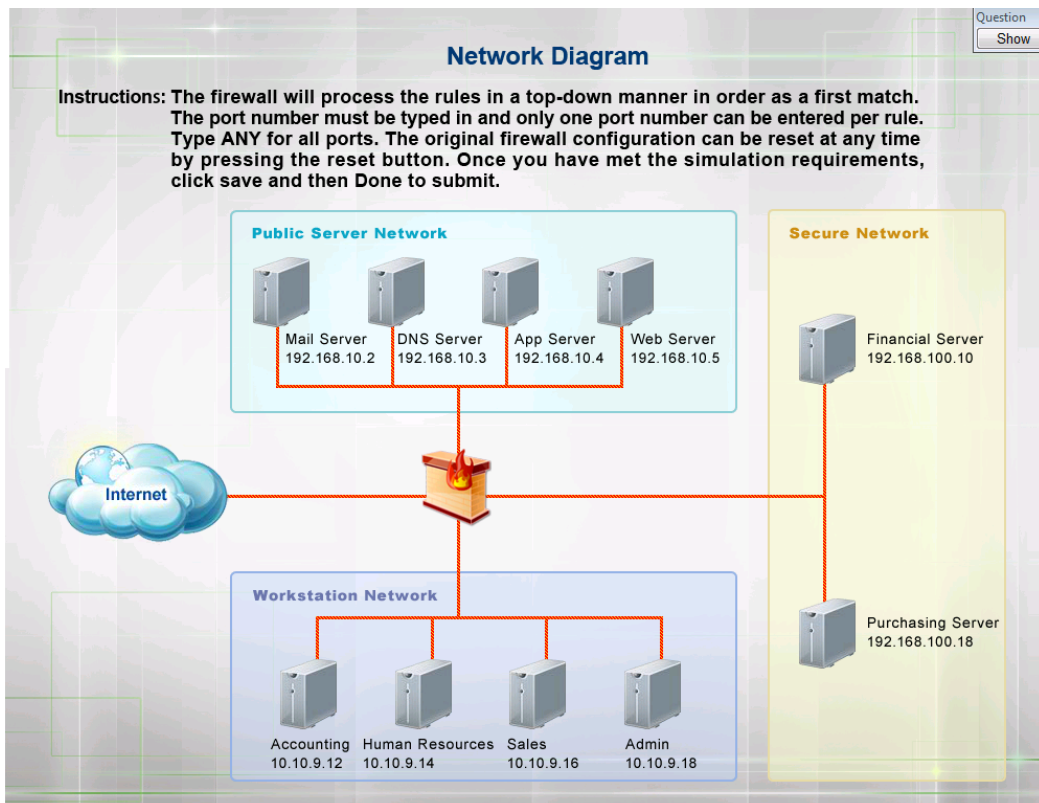 Question
Show
Network Diagram
Instructions: The firewall will process the rules in a top-down manner in order as a first match.
The port number must be typed in and only one port number can be entered per rule.
Type ANY for all ports. The original firewall configuration can be reset at any time
by pressing the reset button. Once you have met the simulation requirements,
click save and then Done to submit.
Public Server Network
Mail Server
192.168.10.2
DNS Server
192.168.10.3
App Server
192.168.10.4
Web Server
192.168.10.5
Secure Network
Financial Server
192.168.100.10
Internet
Purchasing Server
192.168.100.18
Workstation Network
Accounting
10.10.9.12
Human Resources
10.10.9.14
Sales
10.10.9.16
Admin
10.10.9.18